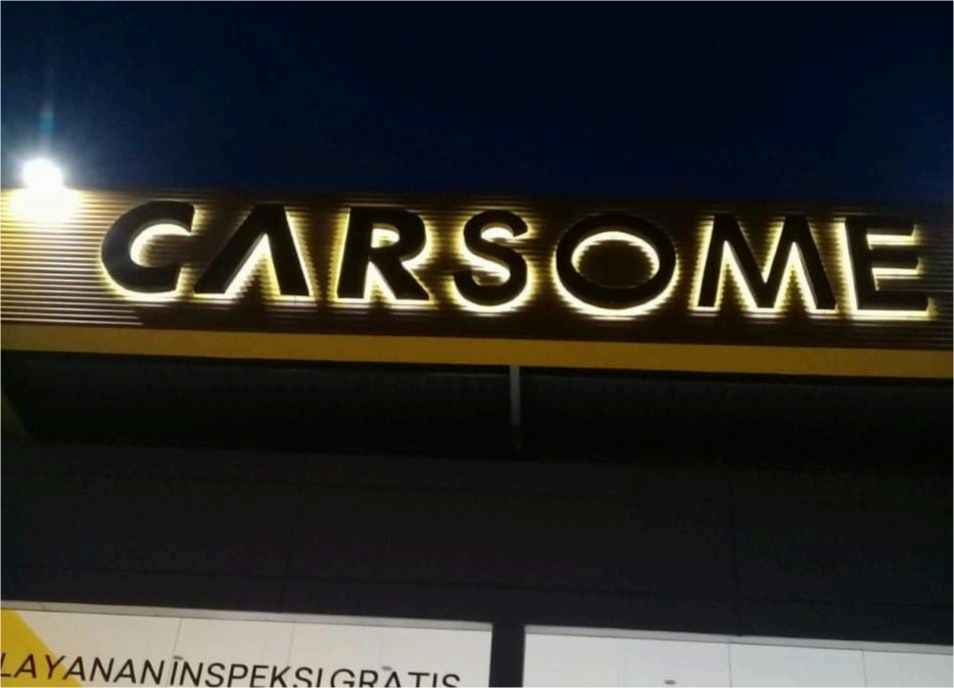 CARSOME
LAYANAN INSPEKSI GRATIS